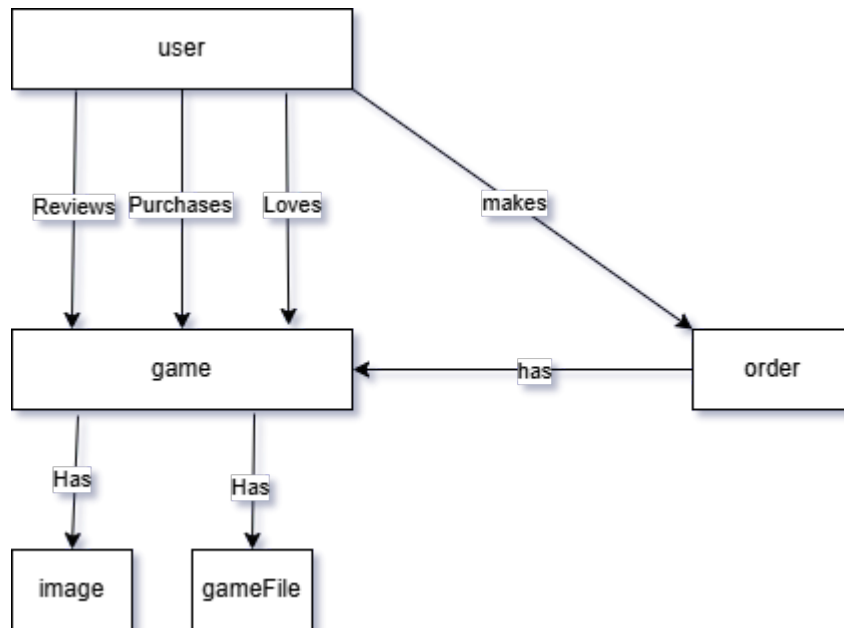 user
Reviews
Purchases
Loves
makes
game
has
order
Has
Has
image
gameFile